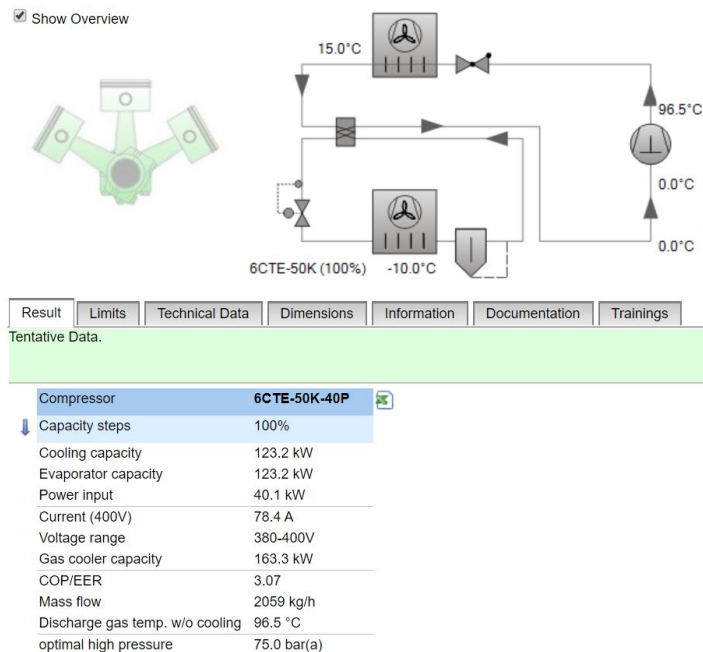 Show Overview
15.0°C
96.5°C
0.0°C
0.0°C
6CTE-50K (100%) -10.0°C
Result Limits Technical Data Dimensions Information Documentation Trainings
Tentative Data.
Compressor 6CTE-50K-40P
Capacity steps 100%
Cooling capacity 123.2 kW
Evaporator capacity 123.2 kW
Power input 40.1 kW
Current (400V) 78.4 A
Voltage range 380-400V
Gas cooler capacity 163.3 kW
COP/EER 3.07
Mass flow 2059 kg/h
Discharge gas temp. w/o cooling 96.5 °C
optimal high pressure 75.0 bar(a)